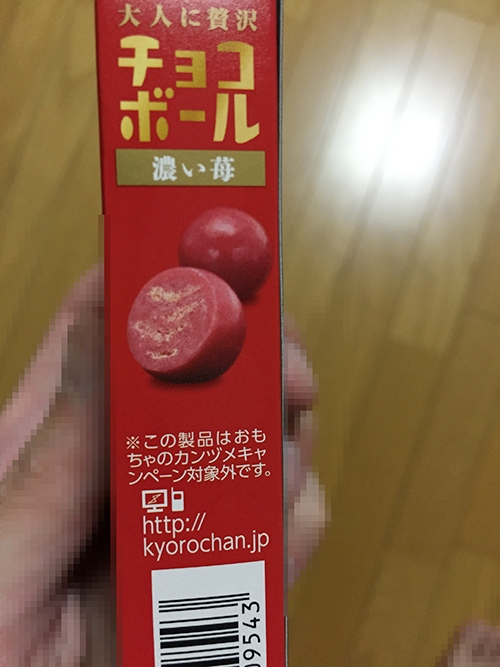 大人に贅沢
チョコ
ボール
濃い苺
※この製品はおも
ちゃのカンヅメキャ
ンペーン対象外です。
http://
kyorochan.jp
9543